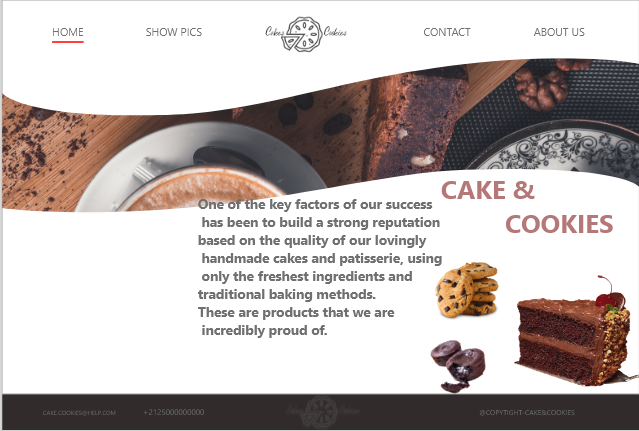 HOME
SHOW PICS
Cakes Cookies
CONTACT
ABOUT US
CAKE &
COOKIES
One of the key factors of our success
has been to build a strong reputation
based on the quality of our lovingly
handmade cakes and patisserie, using
only the freshest ingredients and
traditional baking methods.
These are products that we are
incredibly proud of.
CAKE.COOKIES@HELP.COM
+2125000000000
@COPYTIGHT-CAKE&COOKIES